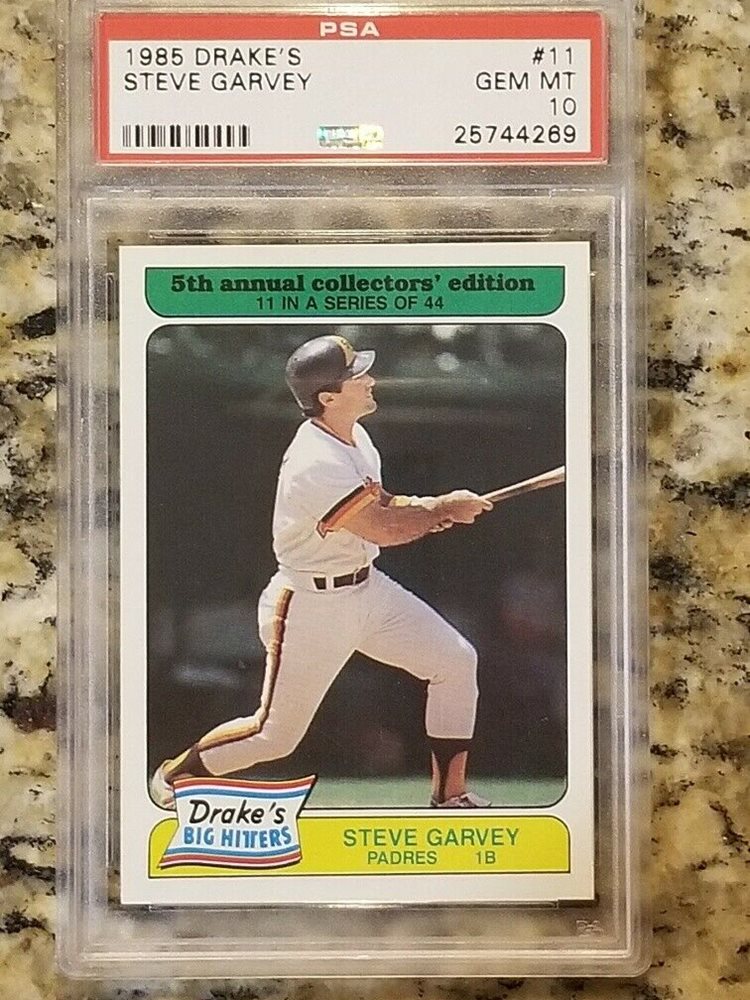 PSA
1985 DRAKE'S #11
STEVE GARVEY GEM MT
10
25744269
5th annual collectors' edition
11 IN A SERIES OF 44
Drake's
BIG HITTERS
STEVE GARVEY
PADRES 1B